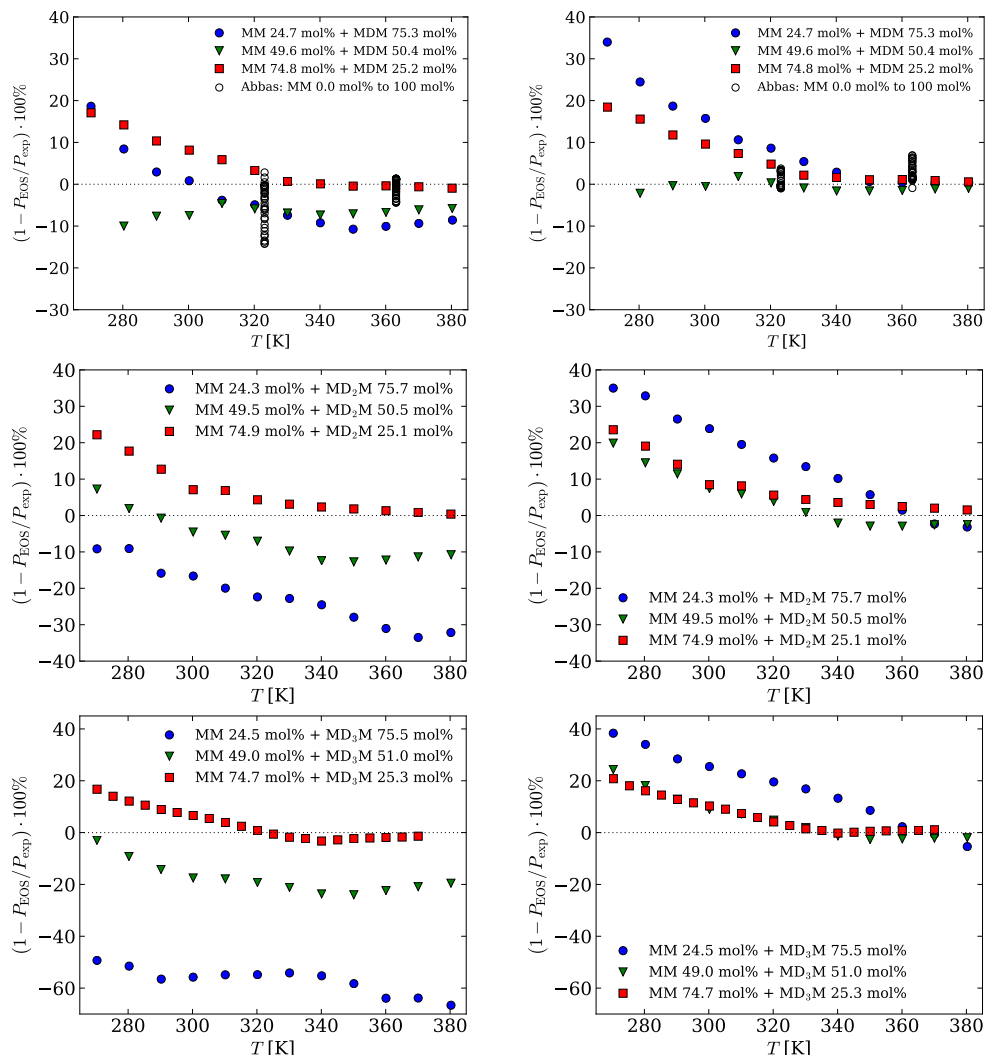 40
30
20
10
0
−10
−20
−30
280 300 320 340 360 380
T [K]
(1 − P_EOS/P_exp) · 100%
MM 24.7 mol% + MDM 75.3 mol%
MM 49.6 mol% + MDM 50.4 mol%
MM 74.8 mol% + MDM 25.2 mol%
Abbas: MM 0.0 mol% to 100 mol%
40
30
20
10
0
−10
−20
−30
280 300 320 340 360 380
T [K]
(1 − P_EOS/P_exp) · 100%
MM 24.7 mol% + MDM 75.3 mol%
MM 49.6 mol% + MDM 50.4 mol%
MM 74.8 mol% + MDM 25.2 mol%
Abbas: MM 0.0 mol% to 100 mol%
40
30
20
10
0
−10
−20
−30
−40
280 300 320 340 360 380
T [K]
(1 − P_EOS/P_exp) · 100%
MM 24.3 mol% + MD₂M 75.7 mol%
MM 49.5 mol% + MD₂M 50.5 mol%
MM 74.9 mol% + MD₂M 25.1 mol%
40
30
20
10
0
−10
−20
−30
−40
280 300 320 340 360 380
T [K]
(1 − P_EOS/P_exp) · 100%
MM 24.3 mol% + MD₂M 75.7 mol%
MM 49.5 mol% + MD₂M 50.5 mol%
MM 74.9 mol% + MD₂M 25.1 mol%
40
20
0
−20
−40
−60
280 300 320 340 360 380
T [K]
(1 − P_EOS/P_exp) · 100%
MM 24.5 mol% + MD₃M 75.5 mol%
MM 49.0 mol% + MD₃M 51.0 mol%
MM 74.7 mol% + MD₃M 25.3 mol%
40
20
0
−20
−40
−60
280 300 320 340 360 380
T [K]
(1 − P_EOS/P_exp) · 100%
MM 24.5 mol% + MD₃M 75.5 mol%
MM 49.0 mol% + MD₃M 51.0 mol%
MM 74.7 mol% + MD₃M 25.3 mol%